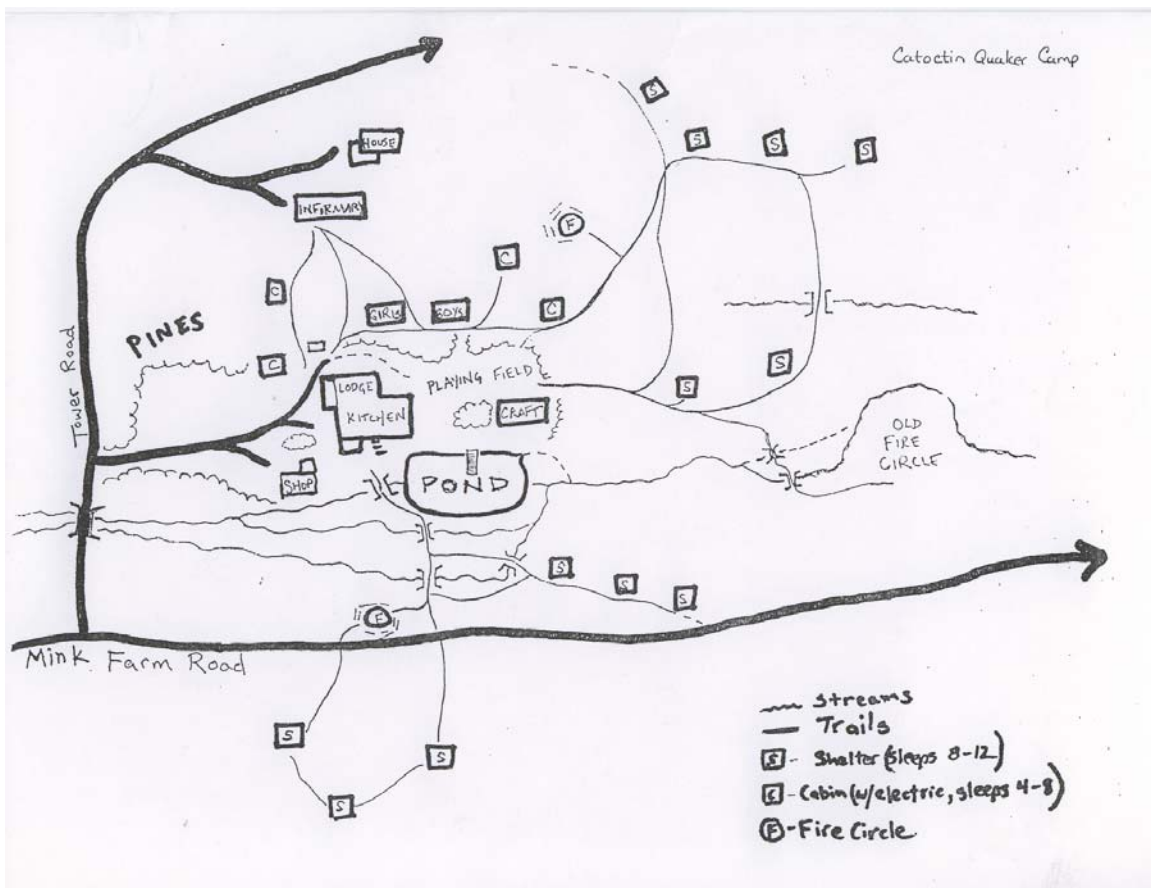 Catoctin Quaker Camp
S
S
S
S
HOUSE
INFIRMARY
F
C
C
GIRLS
BOYS
C
PINES
Tower Road
C
LODGE
KITCHEN
PLAYING FIELD
CRAFT
S
S
OLD
FIRE
CIRCLE
SHOP
POND
S
S
S
F
Mink Farm Road
S
S
S
streams
Trails
S - Shelter (sleeps 8-12)
C - Cabin (w/electric, sleeps 4-8)
F - Fire Circle